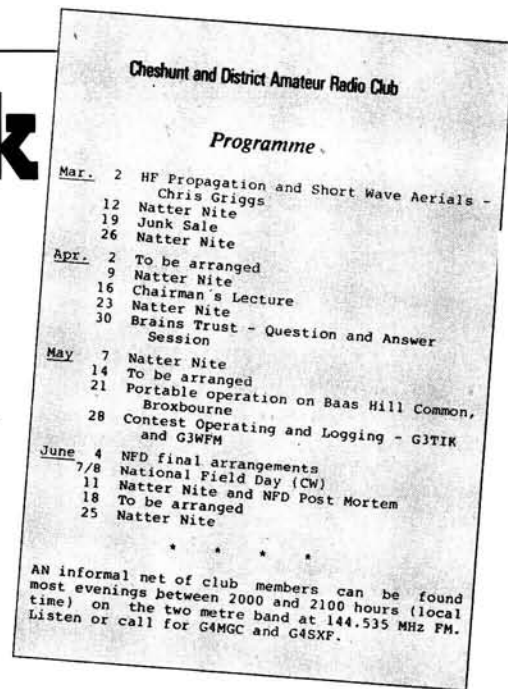 k
Cheshunt and District Amateur Radio Club
Programme
Mar. 2 HF Propagation and Short Wave Aerials -
Chris Griggs
12 Natter Nite
19 Junk Sale
26 Natter Nite
Apr. 2 To be arranged
9 Natter Nite
16 Chairman's Lecture
23 Natter Nite
30 Brains Trust - Question and Answer
Session
May 7 Natter Nite
14 To be arranged
21 Portable operation on Baas Hill Common,
Broxbourne
28 Contest Operating and Logging - G3TIK
and G3WFM
June 4 NFD final arrangements
7/8 National Field Day (CW)
11 Natter Nite and NFD Post Mortem
18 To be arranged
25 Natter Nite
* * * *
AN informal net of club members can be found
most evenings between 2000 and 2100 hours (local
time) on the two metre band at 144.535 MHz FM.
Listen or call for G4MGC and G4SXF.